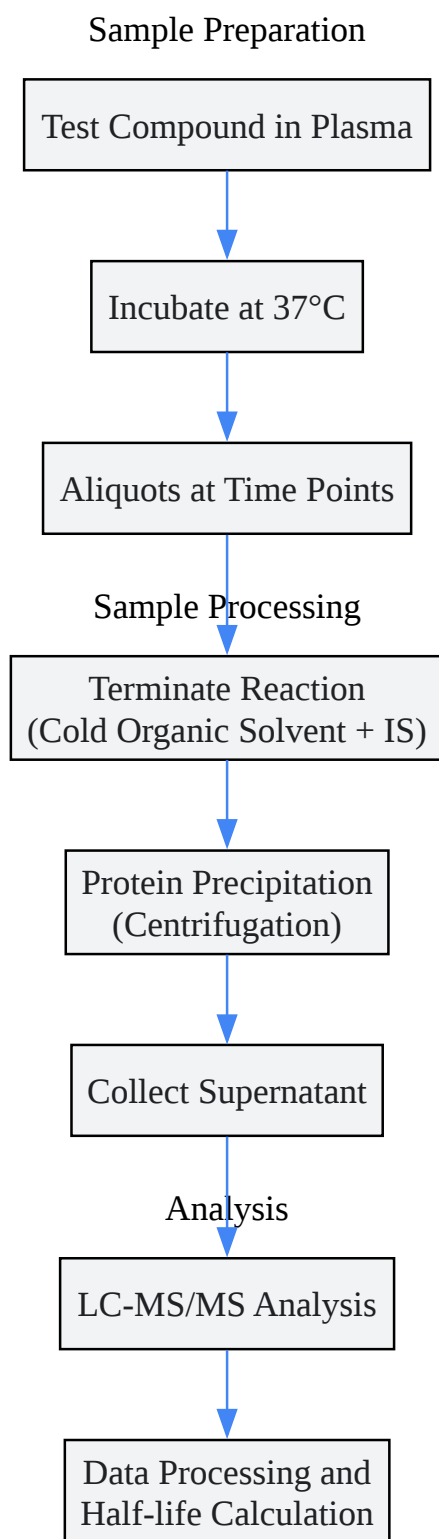 Sample Preparation
Test Compound in Plasma
Incubate at 37°C
Aliquots at Time Points
Sample Processing
Terminate Reaction
(Cold Organic Solvent + IS)
Protein Precipitation
(Centrifugation)
Collect Supernatant
Analysis
LC-MS/MS Analysis
Data Processing and
Half-life Calculation